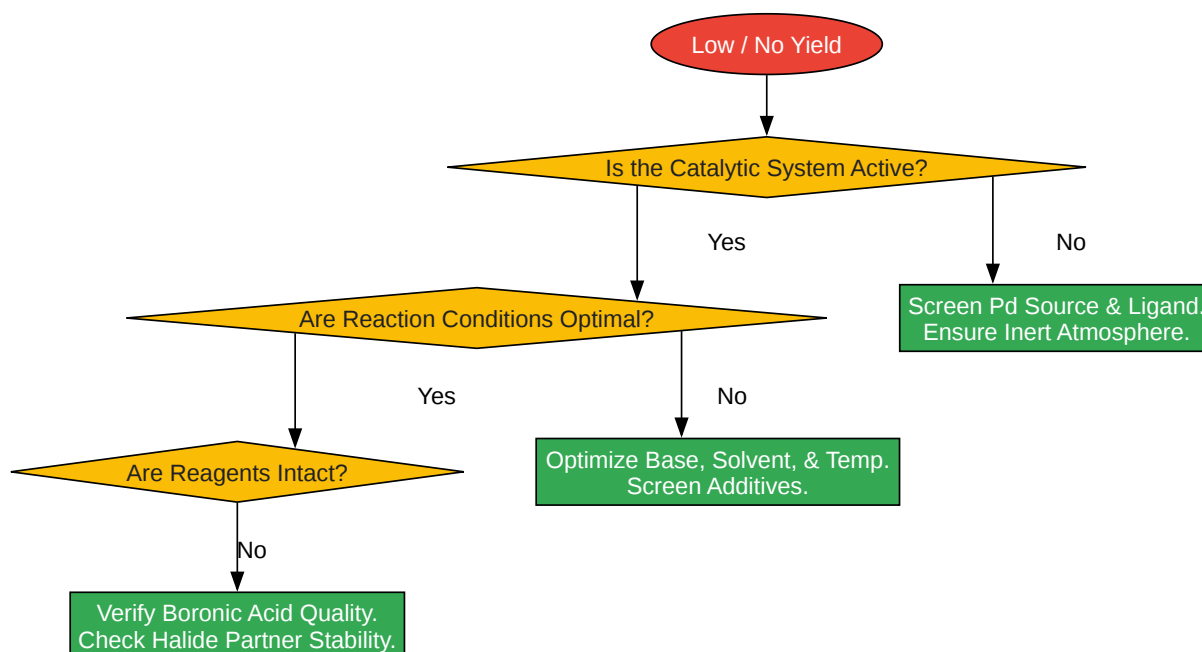 Low / No Yield
Is the Catalytic System Active?
Yes
No
Are Reaction Conditions Optimal?
Screen Pd Source & Ligand.
Ensure Inert Atmosphere.
Yes
No
Are Reagents Intact?
Optimize Base, Solvent, & Temp.
Screen Additives.
No
Verify Boronic Acid Quality.
Check Halide Partner Stability.